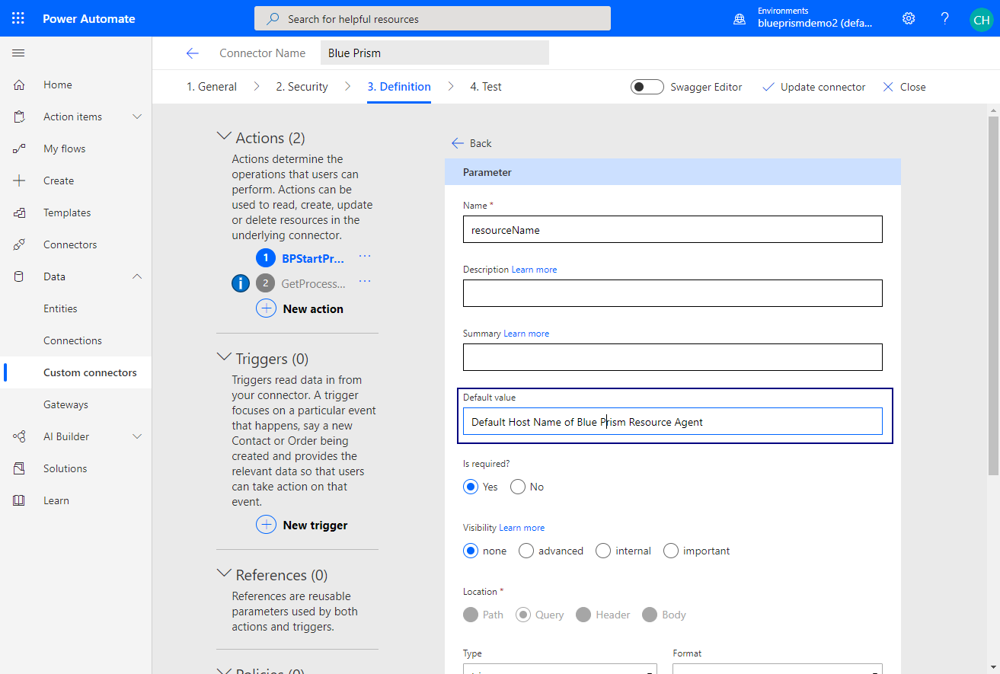 Power Automate
Search for helpful resources
Environments
blueprismdemo2 (defa...
?
CH
Connector Name
Blue Prism
1. General
2. Security
3. Definition
4. Test
Swagger Editor
Update connector
Close
Home
Action items
My flows
Create
Templates
Connectors
Data
Entities
Connections
Custom connectors
Gateways
AI Builder
Solutions
Learn
Actions (2)
Actions determine the
operations that users can
perform. Actions can be
used to read, create, update
or delete resources in the
underlying connector.
1 BPStartPr... ...
i 2 GetProcess... ...
New action
Triggers (0)
Triggers read data in from
your connector. A trigger
focuses on a particular event
that happens, say a new
Contact or Order being
created and provides the
relevant data so that users
can take action on that
event.
New trigger
References (0)
References are reusable
parameters used by both
actions and triggers.
Policies (0)
Back
Parameter
Name *
resourceName
Description Learn more
Summary Learn more
Default value
Default Host Name of Blue Prism Resource Agent
Is required?
Yes No
Visibility Learn more
none advanced internal important
Location *
Path Query Header Body
Type Format